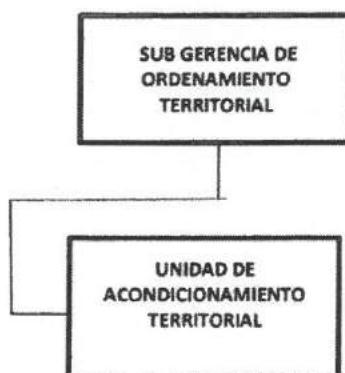 SUB GERENCIA DE
ORDENAMIENTO
TERRITORIAL
UNIDAD DE
ACONDICIONAMIENTO
TERRITORIAL